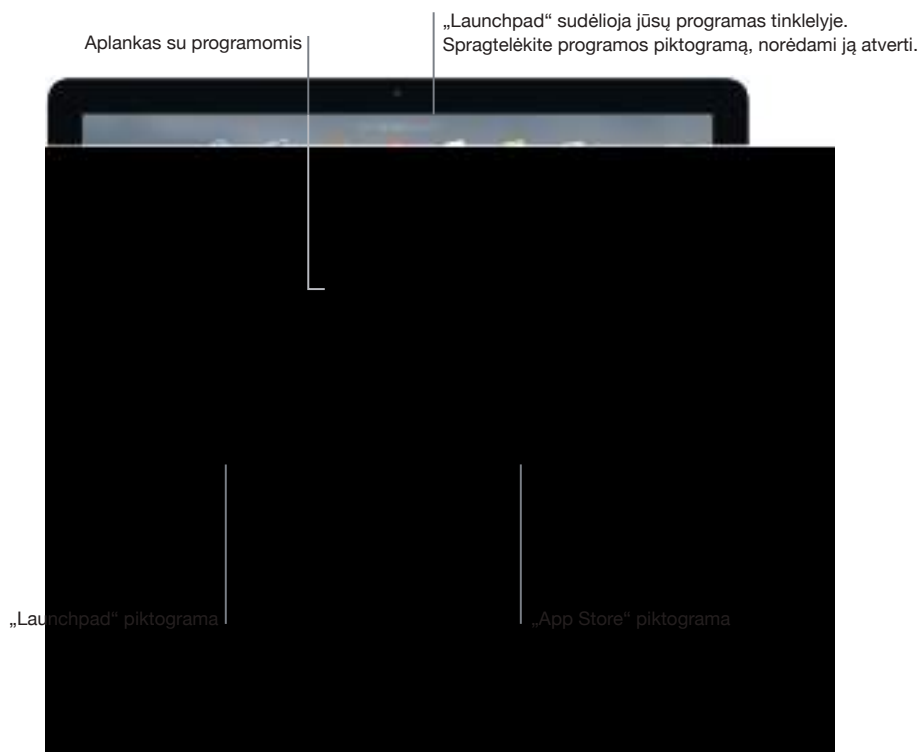 „Launchpad“ sudėlioja jūsų programas tinklelyje.
Spragtelėkite programos piktogramą, norėdami ją atverti.
Aplankas su programomis
„Launchpad“ piktograma
„App Store“ piktograma